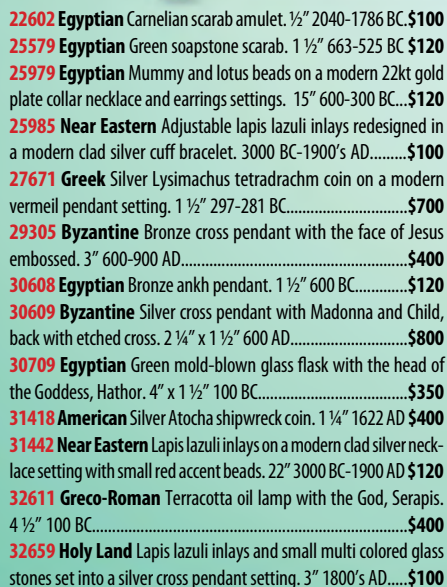 22602 Egyptian Carnelian scarab amulet. ½" 2040-1786 BC.$100
25579 Egyptian Green soapstone scarab. 1 ½" 663-525 BC $120
25979 Egyptian Mummy and lotus beads on a modern 22kt gold
plate collar necklace and earrings settings. 15" 600-300 BC...$120
25985 Near Eastern Adjustable lapis lazuli inlays redesigned in
a modern clad silver cuff bracelet. 3000 BC-1900's AD.........$100
27671 Greek Silver Lysimachus tetradrachm coin on a modern
vermeil pendant setting. 1 ½" 297-281 BC..............................$700
29305 Byzantine Bronze cross pendant with the face of Jesus
embossed. 3" 600-900 AD.........................................................$400
30608 Egyptian Bronze ankh pendant. 1 ½" 600 BC.............$120
30609 Byzantine Silver cross pendant with Madonna and Child,
back with etched cross. 2 ¼" x 1 ½" 600 AD.............................$800
30709 Egyptian Green mold-blown glass flask with the head of
the Goddess, Hathor. 4" x 1 ½" 100 BC.....................................$350
31418 American Silver Atocha shipwreck coin. 1 ¼" 1622 AD $400
31442 Near Eastern Lapis lazuli inlays on a modern clad silver neck-
lace setting with small red accent beads. 22" 3000 BC-1900 AD $120
32611 Greco-Roman Terracotta oil lamp with the God, Serapis.
4 ½" 100 BC..............................................................................$400
32659 Holy Land Lapis lazuli inlays and small multi colored glass
stones set into a silver cross pendant setting. 3" 1800's AD.....$100